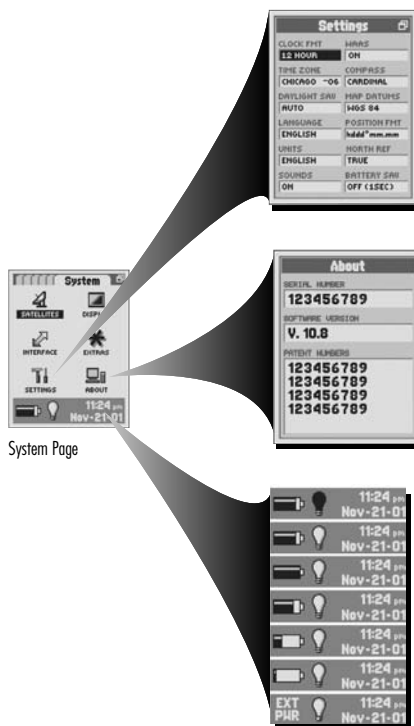 Settings
CLOCK FMT WAAS
12 HOUR ON
TIME ZONE COMPASS
CHICAGO -06 CARDINAL
DAYLIGHT SAV MAP DATUMS
AUTO WGS 84
LANGUAGE POSITION FMT
ENGLISH hddd°mm.mm
UNITS NORTH REF
ENGLISH TRUE
SOUNDS BATTERY SAV
ON OFF (1SEC)
System
SATELLITES DISPL
INTERFACE EXTRAS
SETTINGS ABOUT
11:24 pm
Nov-21-01
System Page
About
SERIAL NUMBER
123456789
SOFTWARE VERSION
V. 10.8
PATENT NUMBERS
123456789
123456789
123456789
123456789
11:24 pm
Nov-21-01
11:24 pm
Nov-21-01
11:24 pm
Nov-21-01
11:24 pm
Nov-21-01
11:24 pm
Nov-21-01
11:24 pm
Nov-21-01
EXT 11:24 pm
PWR Nov-21-01